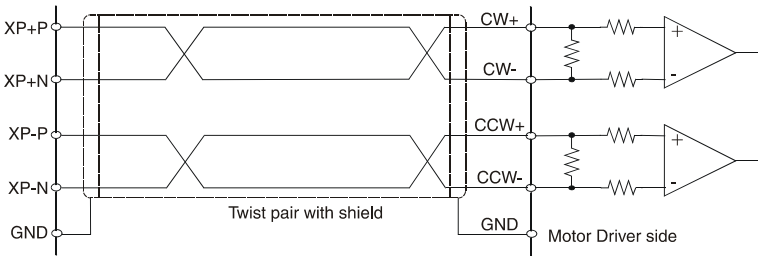 XP+P CW+
+
XP+N CW-
-
XP-P CCW+
+
XP-N CCW-
-
Twist pair with shield
GND GND
Motor Driver side